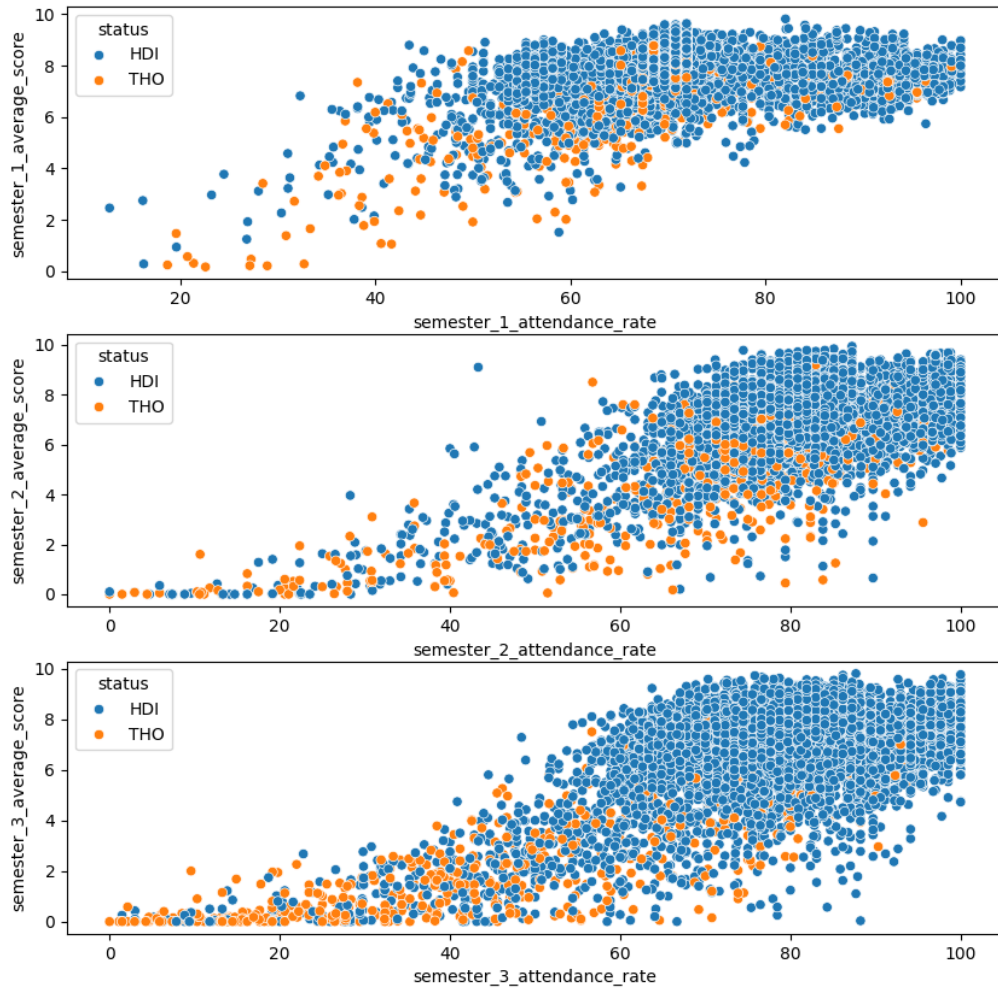 semester_1_average_score
10
8
6
4
2
0
status
HDI
THO
20 40 60 80 100
semester_1_attendance_rate
semester_2_average_score
10
8
6
4
2
0
status
HDI
THO
0 20 40 60 80 100
semester_2_attendance_rate
semester_3_average_score
10
8
6
4
2
0
status
HDI
THO
0 20 40 60 80 100
semester_3_attendance_rate